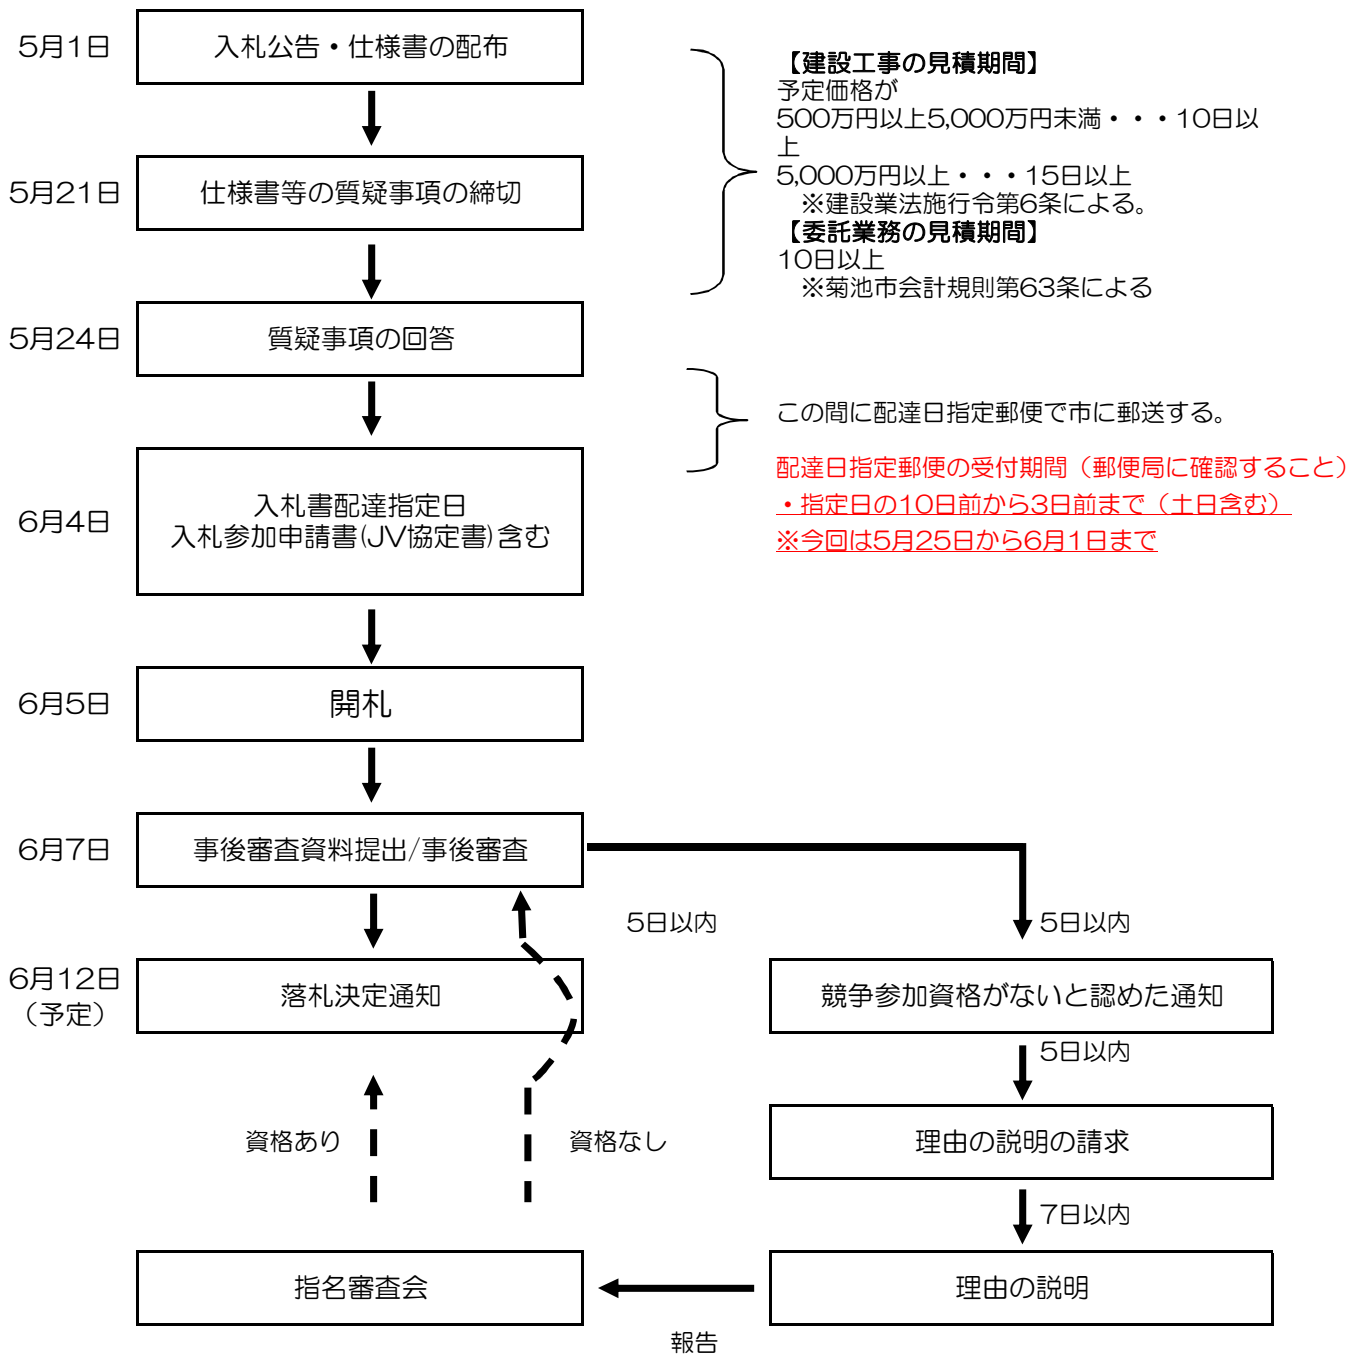 5月1日
入札公告・仕様書の配布
【建設工事の見積期間】
予定価格が
500万円以上5,000万円未満・・・10日以
上
5,000万円以上・・・15日以上
※建設業法施行令第6条による。
【委託業務の見積期間】
10日以上
※菊池市会計規則第63条による
5月21日
仕様書等の質疑事項の締切
5月24日
質疑事項の回答
この間に配達日指定郵便で市に郵送する。
配達日指定郵便の受付期間（郵便局に確認すること）
・指定日の10日前から3日前まで（土日含む）
※今回は5月25日から6月1日まで
6月4日
入札書配達指定日
入札参加申請書(JV協定書)含む
6月5日
開札
6月7日
事後審査資料提出/事後審査
5日以内
5日以内
6月12日
（予定）
落札決定通知
競争参加資格がないと認めた通知
5日以内
資格あり
資格なし
理由の説明の請求
7日以内
指名審査会
理由の説明
報告